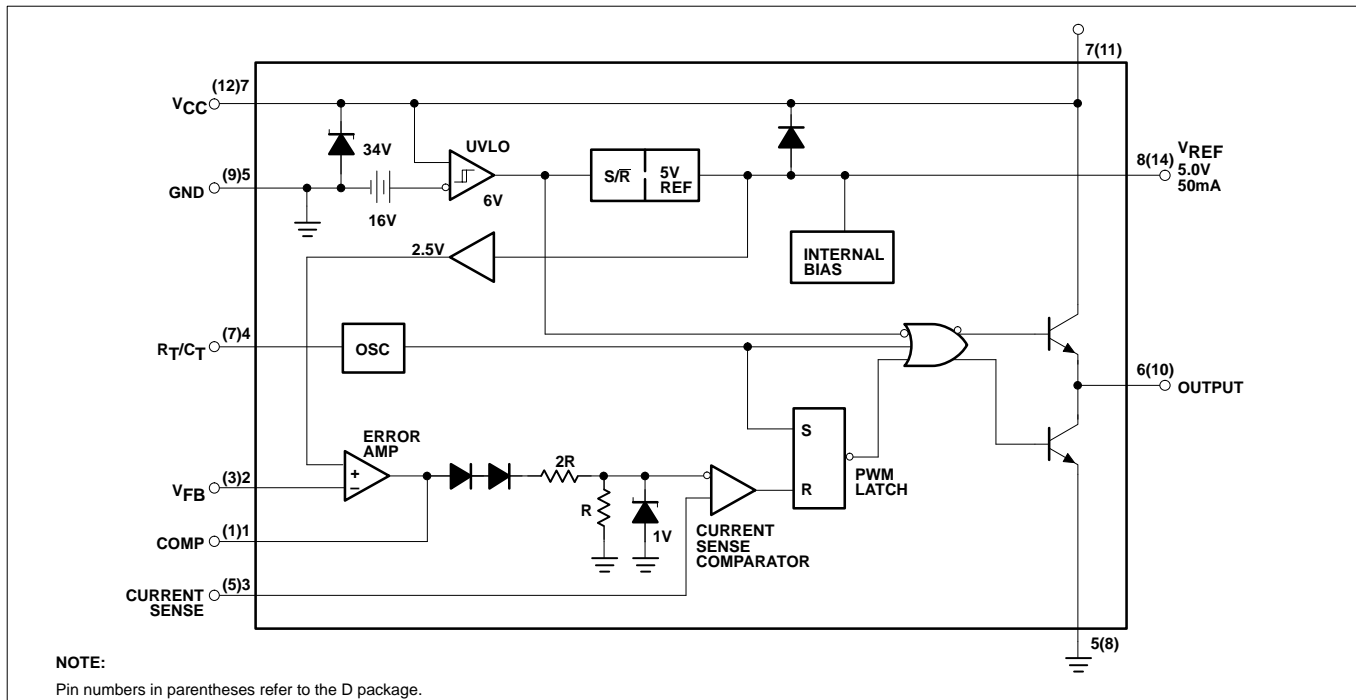 7(11)
(12)7
VCC
34V
UVLO
S/R̅
5V
REF
8(14)
VREF
5.0V
50mA
(9)5
GND
16V
6V
2.5V
INTERNAL
BIAS
(7)4
RT/CT
OSC
6(10)
OUTPUT
ERROR
AMP
+
−
2R
S
R
PWM
LATCH
(3)2
VFB
R
1V
CURRENT
SENSE
COMPARATOR
(1)1
COMP
(5)3
CURRENT
SENSE
5(8)
NOTE:
Pin numbers in parentheses refer to the D package.